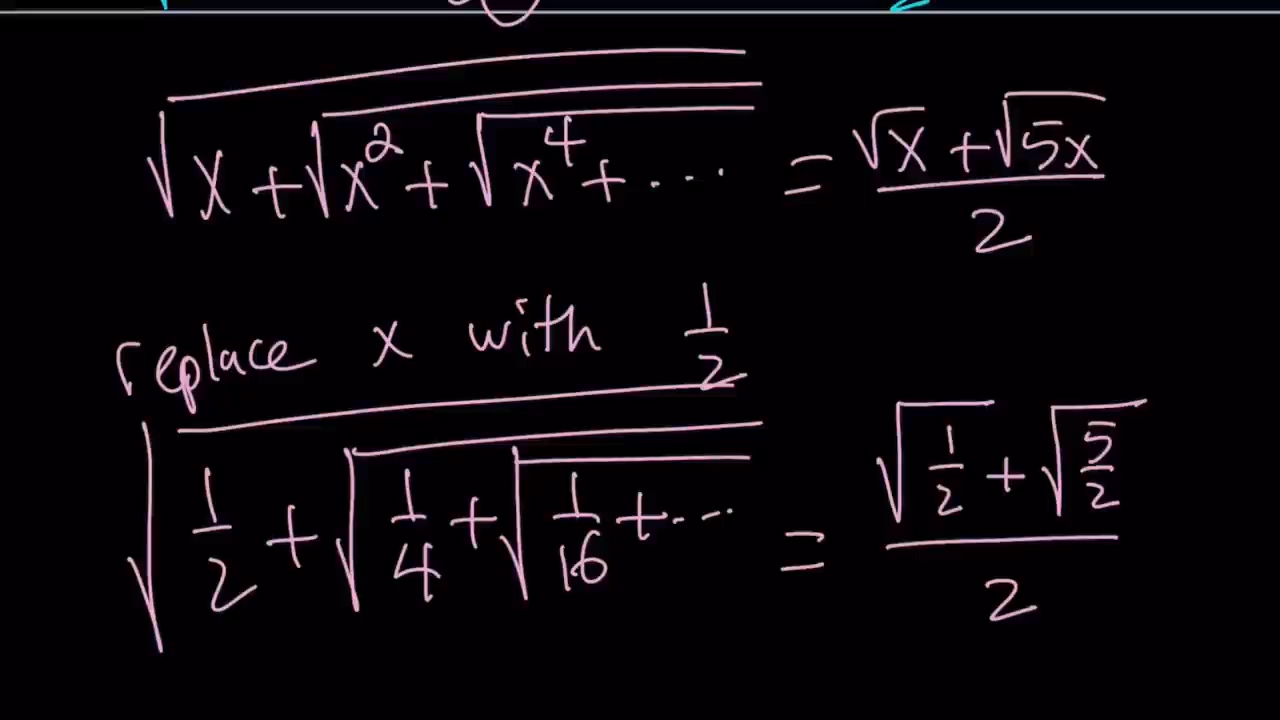 √(x + √(x² + √(x⁴ + ···))) = (√x + √5x)/2
replace x with 1/2
√(1/2 + √(1/4 + √(1/16 + ···))) = (√(1/2) + √(5/2))/2